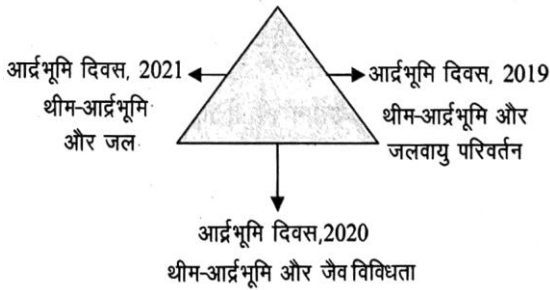 आर्द्रभूमि दिवस, 2021
थीम-आर्द्रभूमि
और जल
आर्द्रभूमि दिवस, 2019
थीम-आर्द्रभूमि और
जलवायु परिवर्तन
आर्द्रभूमि दिवस,2020
थीम-आर्द्रभूमि और जैव विविधता